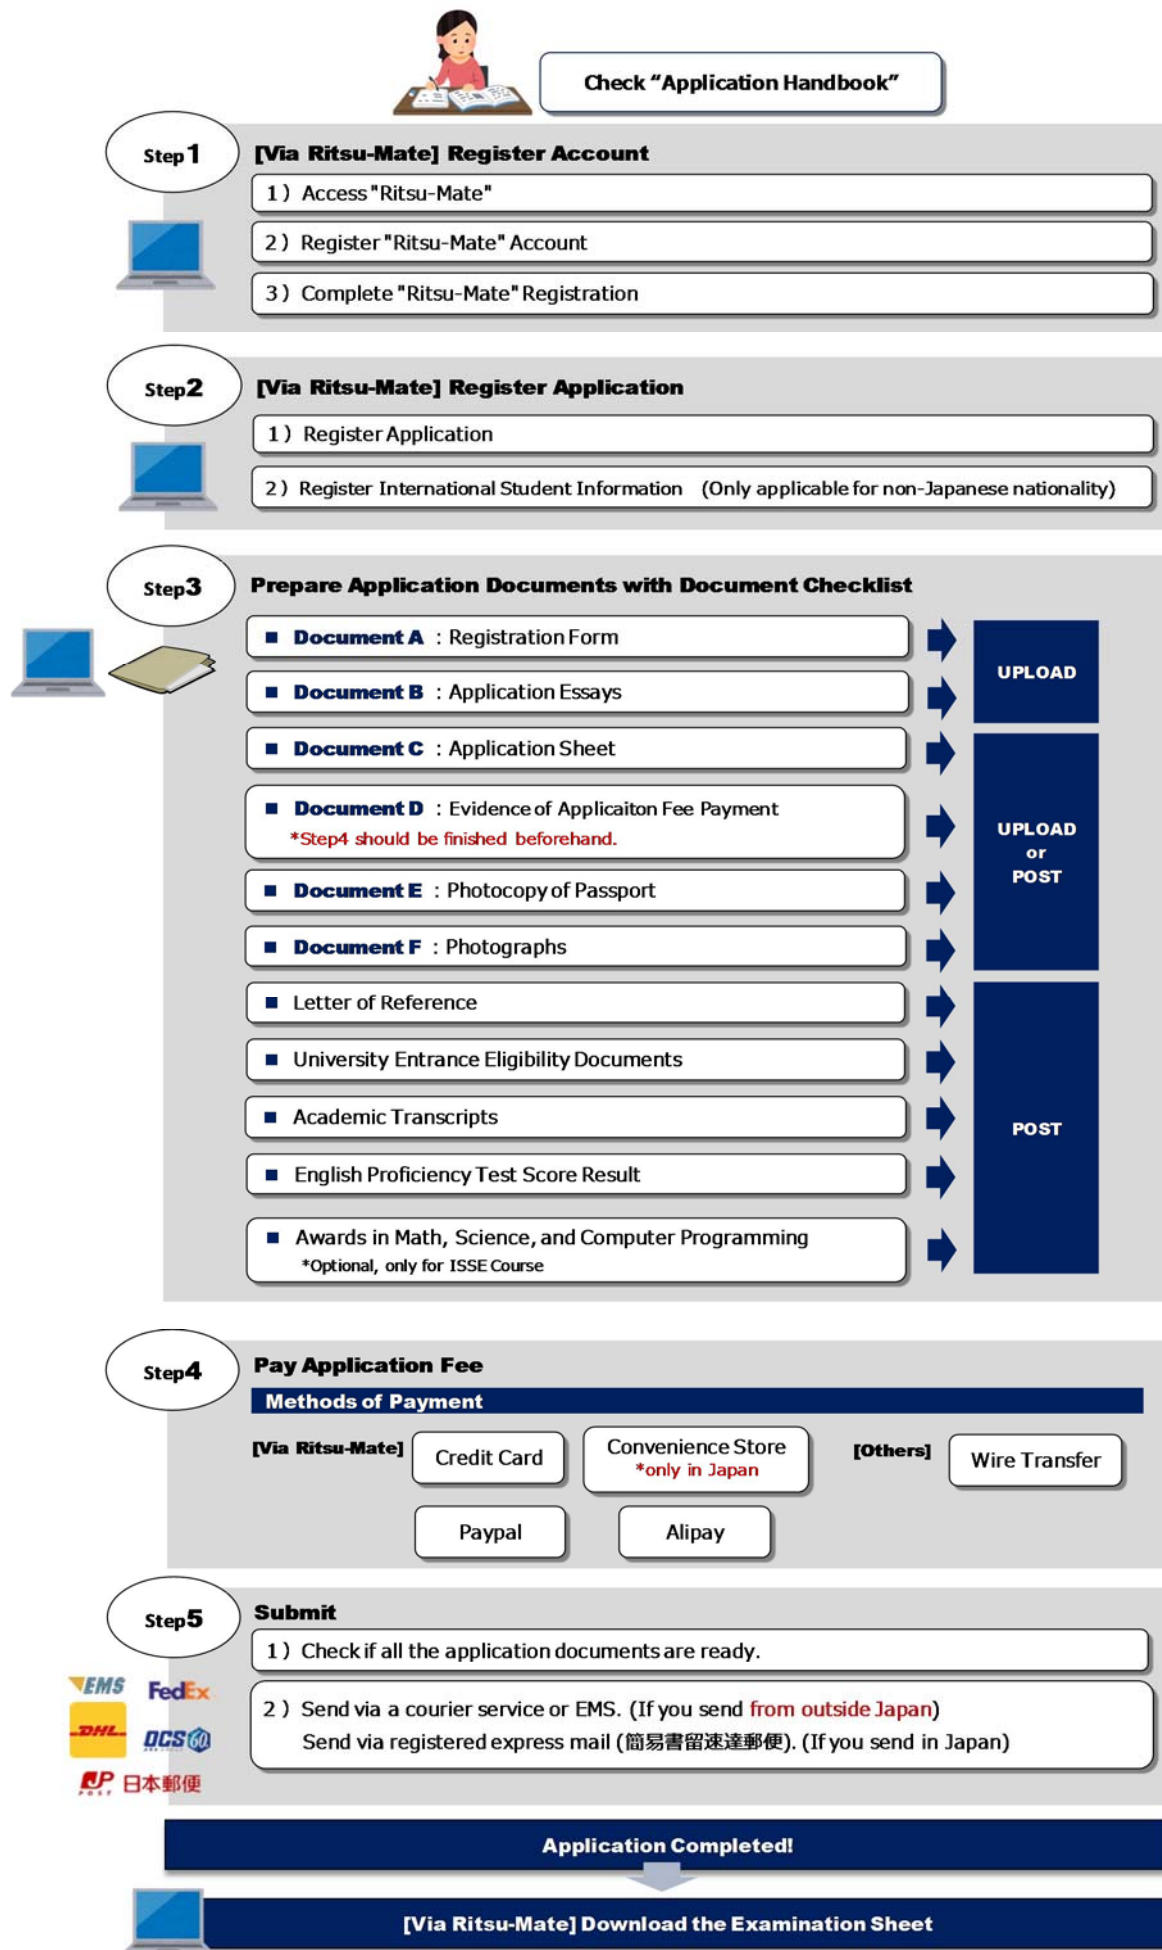 Check “Application Handbook”
Step1
[Via Ritsu-Mate] Register Account
1）Access "Ritsu-Mate"
2）Register "Ritsu-Mate" Account
3）Complete "Ritsu-Mate" Registration
Step2
[Via Ritsu-Mate] Register Application
1）Register Application
2）Register International Student Information （Only applicable for non-Japanese nationality）
Step3
Prepare Application Documents with Document Checklist
■ Document A ：Registration Form
■ Document B ：Application Essays
UPLOAD
■ Document C ：Application Sheet
■ Document D ：Evidence of Applicaiton Fee Payment
*Step4 should be finished beforehand.
■ Document E ：Photocopy of Passport
■ Document F ：Photographs
UPLOAD
or
POST
■ Letter of Reference
■ University Entrance Eligibility Documents
■ Academic Transcripts
■ English Proficiency Test Score Result
■ Awards in Math, Science, and Computer Programming
*Optional, only for ISSE Course
POST
Step4
Pay Application Fee
Methods of Payment
[Via Ritsu-Mate]
Credit Card
Convenience Store
*only in Japan
[Others]
Wire Transfer
Paypal
Alipay
Step5
Submit
1）Check if all the application documents are ready.
2）Send via a courier service or EMS. (If you send from outside Japan)
Send via registered express mail (簡易書留速達郵便). (If you send in Japan)
EMS
FedEx
DHL
OCS 60
JP POST 日本郵便
Application Completed!
[Via Ritsu-Mate] Download the Examination Sheet